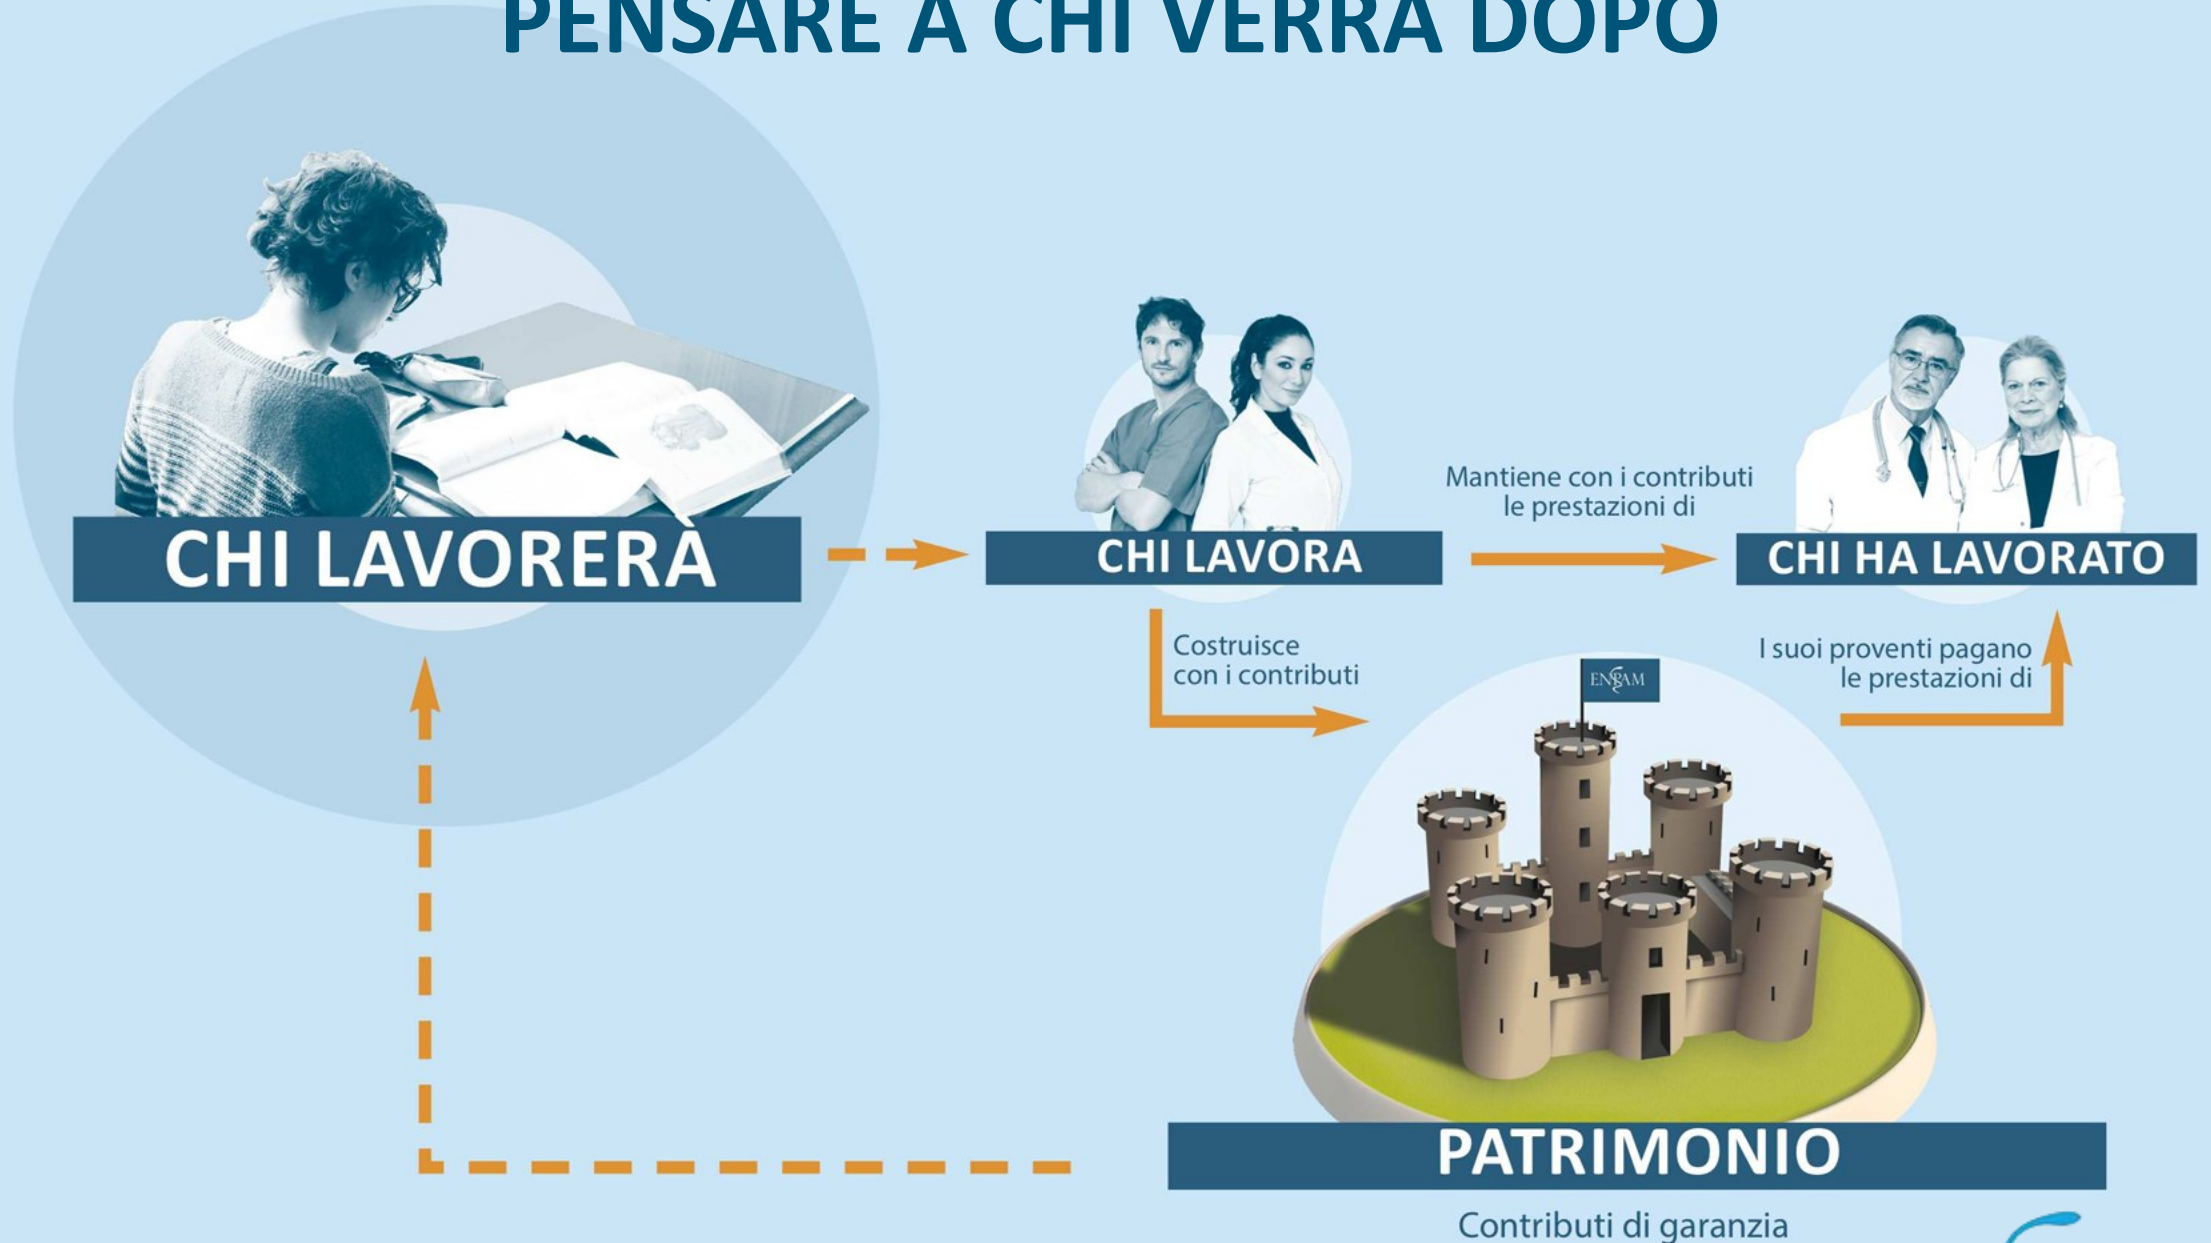 PENSARE A CHI VERRÀ DOPO
CHI LAVORERÀ
CHI LAVORA
Mantiene con i contributi
le prestazioni di
CHI HA LAVORATO
Costruisce
con i contributi
I suoi proventi pagano
le prestazioni di
ENPAM
PATRIMONIO
Contributi di garanzia